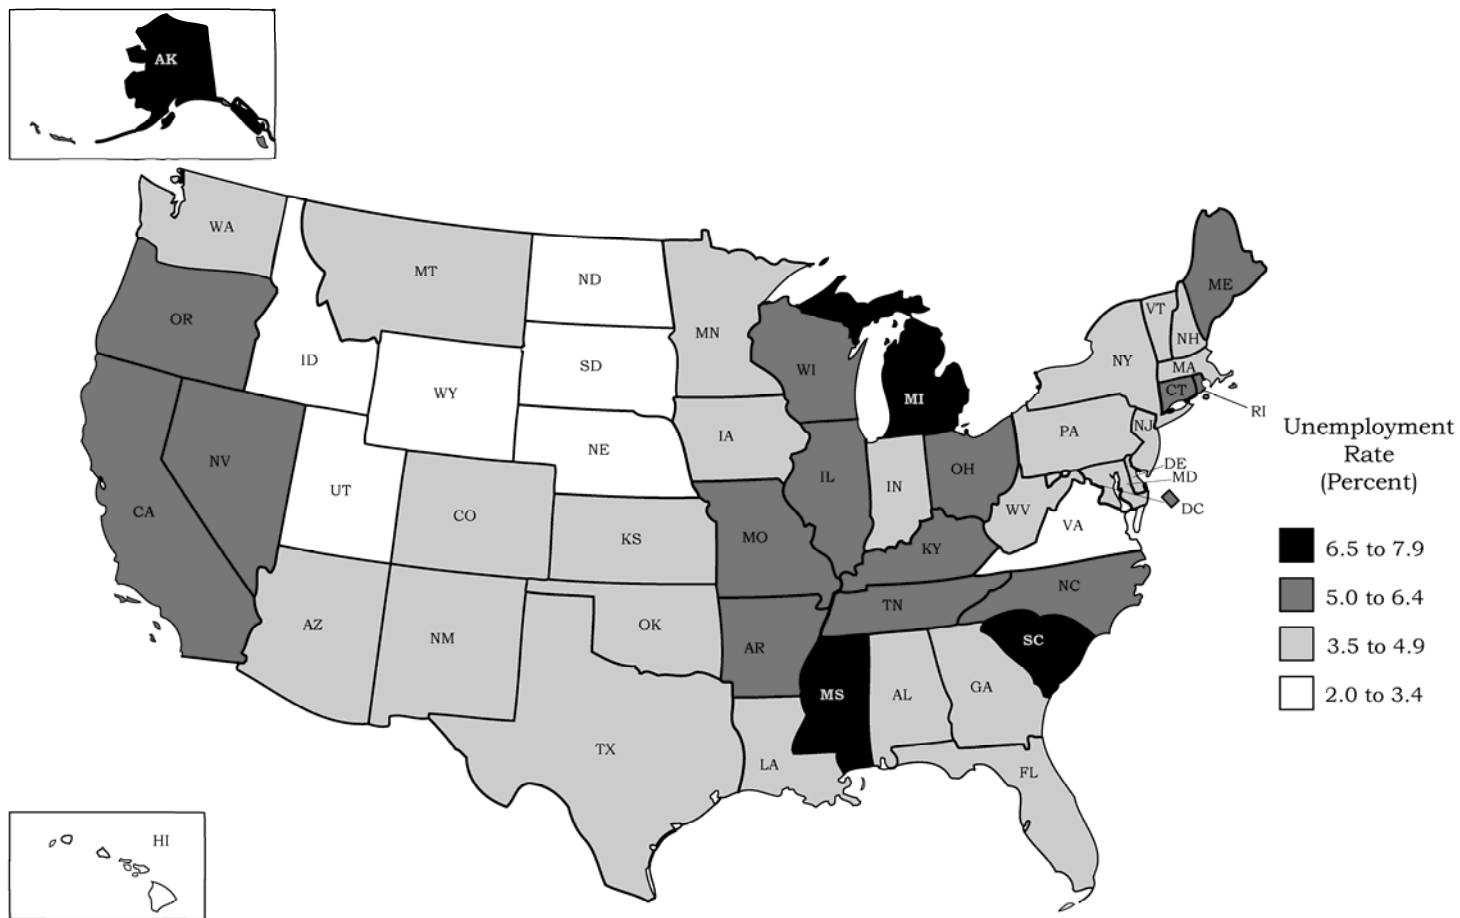 AK
WA
MT
ND
ME
OR
MN
VT
ID
SD
WI
NH
NY
MA
WY
MI
CT
RI
IA
PA
NJ
NE
NV
OH
DE
UT
IL
IN
MD
CA
CO
WV
DC
VA
KS
MO
KY
NC
TN
AZ
NM
OK
AR
SC
MS
AL
GA
TX
LA
FL
HI
Unemployment
Rate
(Percent)
6.5 to 7.9
5.0 to 6.4
3.5 to 4.9
2.0 to 3.4